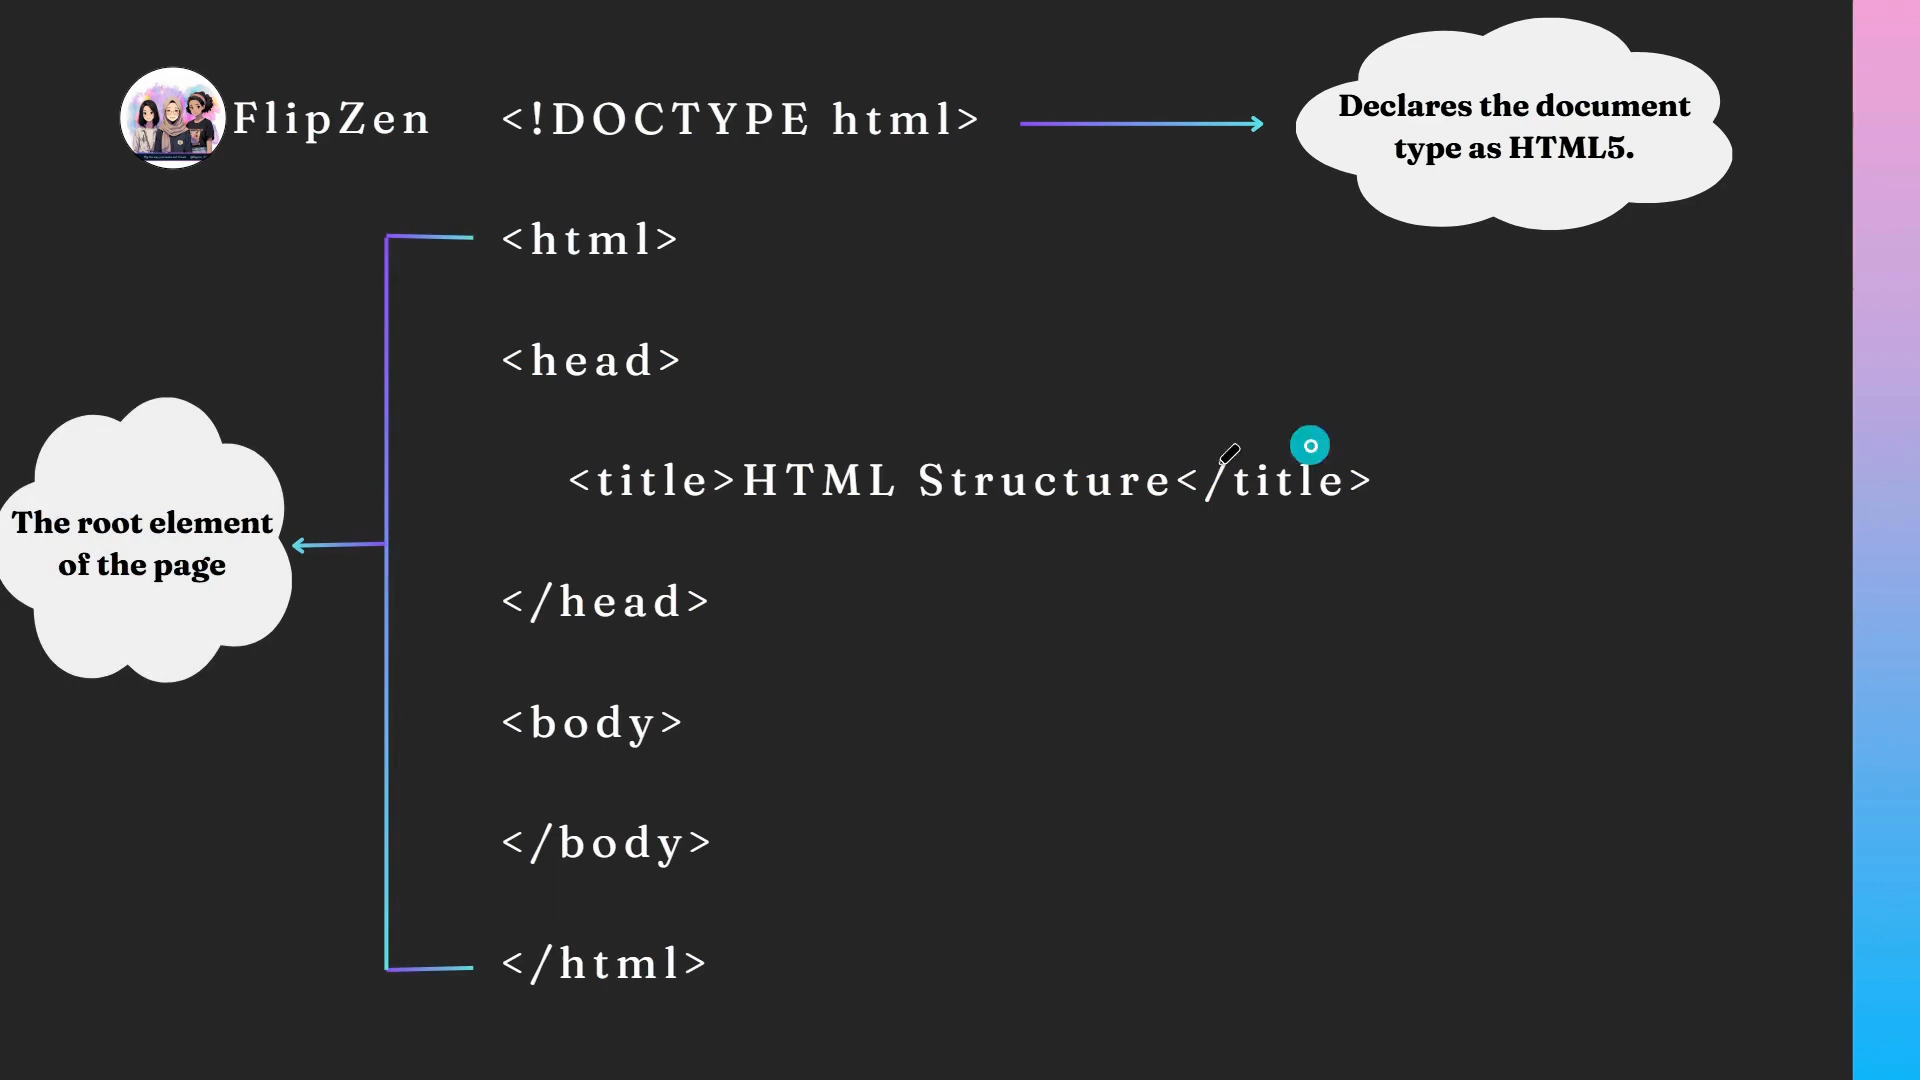 FlipZen
<!DOCTYPE html>
Declares the document
type as HTML5.
<html>
<head>
<title>HTML Structure</title>
The root element
of the page
</head>
<body>
</body>
</html>